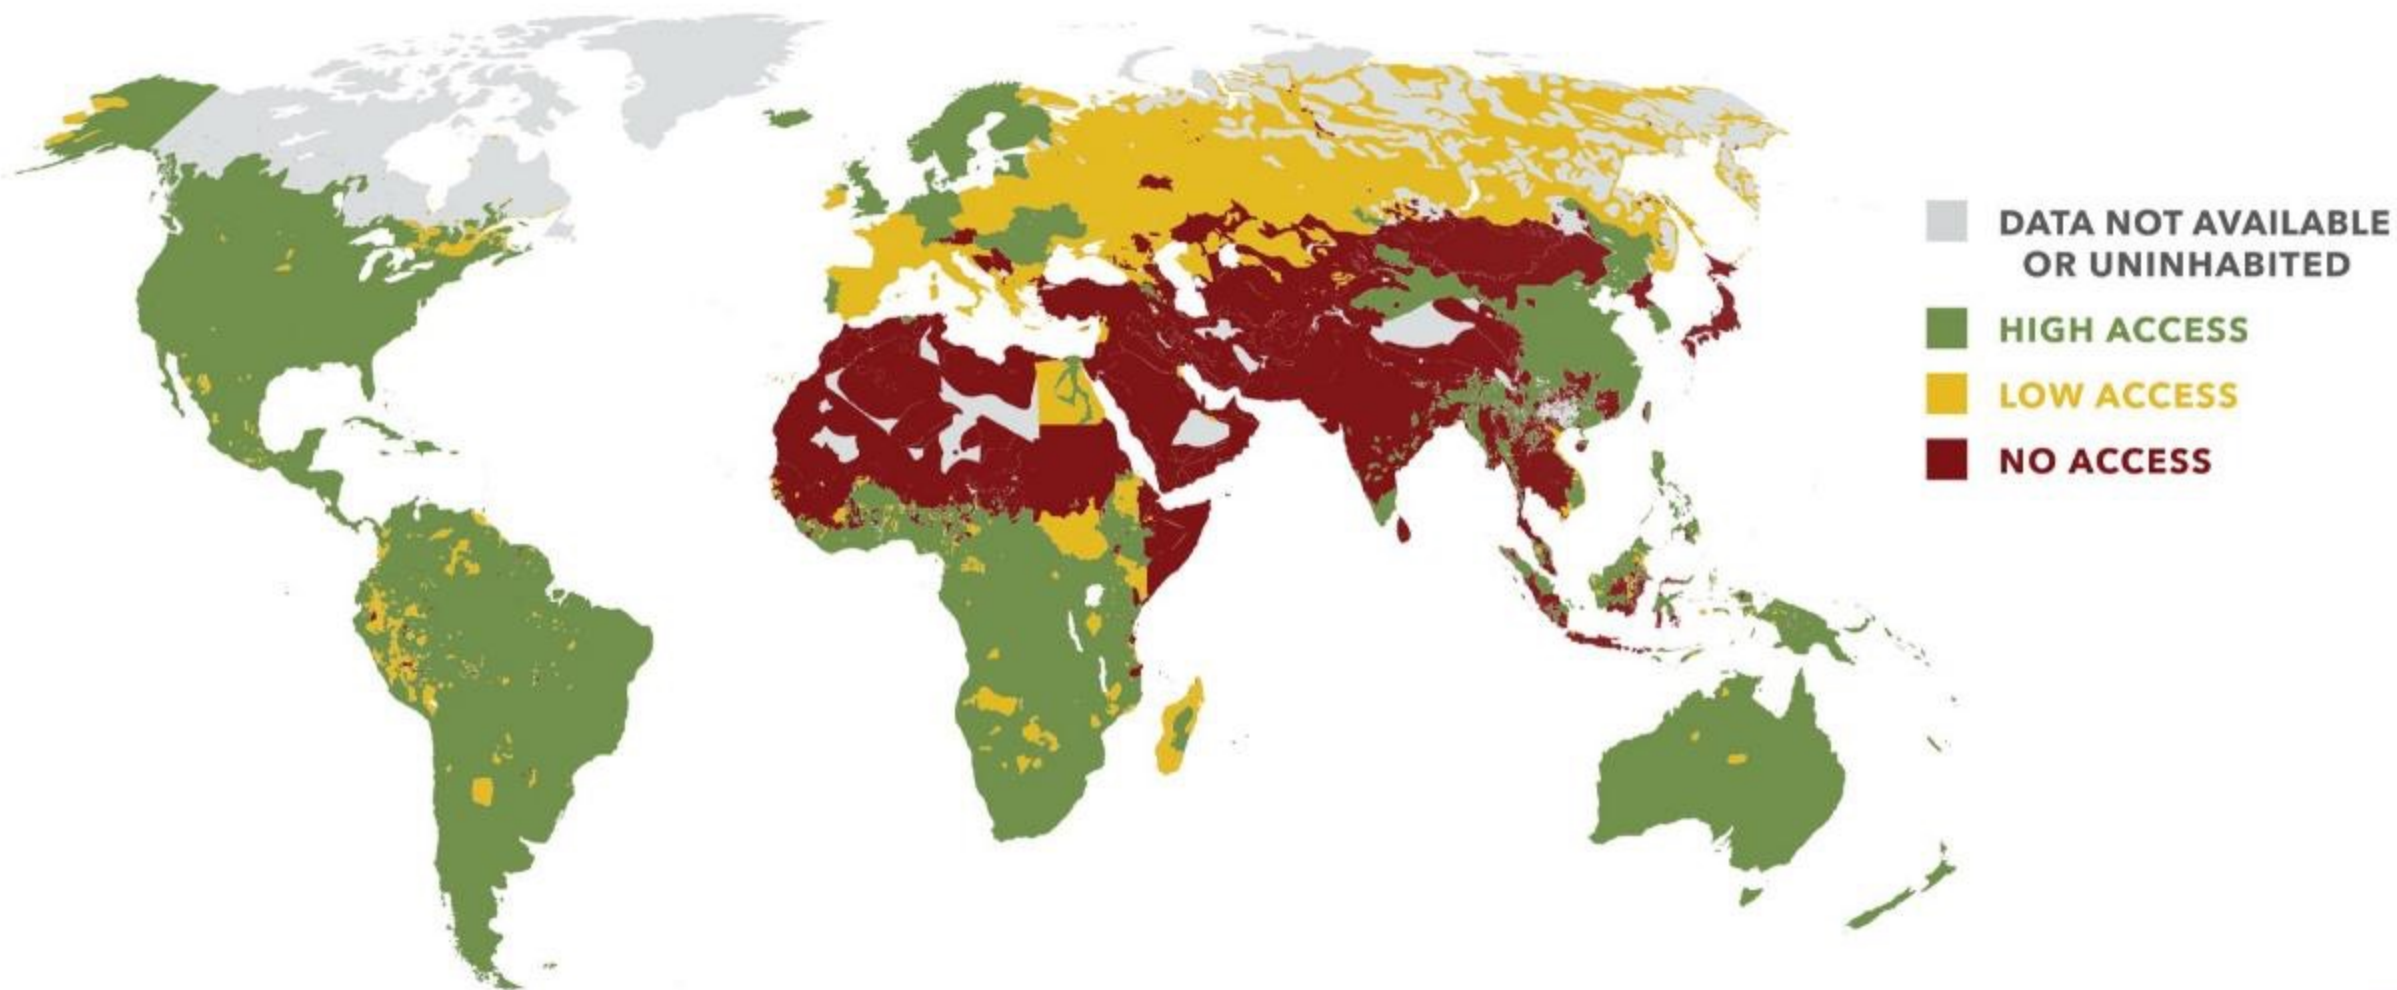 DATA NOT AVAILABLE
OR UNINHABITED
HIGH ACCESS
LOW ACCESS
NO ACCESS